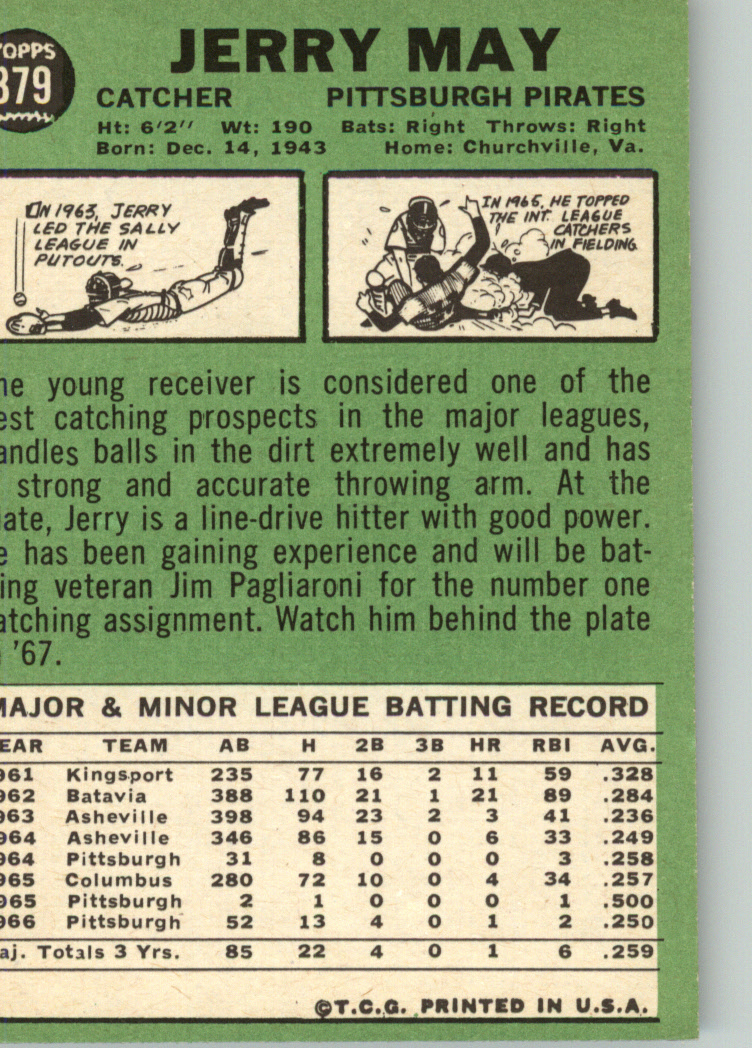 TOPPS
379
JERRY MAY
CATCHER PITTSBURGH PIRATES
Ht: 6'2" Wt: 190 Bats: Right Throws: Right
Born: Dec. 14, 1943 Home: Churchville, Va.
IN 1963, JERRY
LED THE SALLY
LEAGUE IN
PUTOUTS.
IN 1965, HE TOPPED
THE INT. LEAGUE
CATCHERS
IN FIELDING.
he young receiver is considered one of the
est catching prospects in the major leagues,
andles balls in the dirt extremely well and has
strong and accurate throwing arm. At the
late, Jerry is a line-drive hitter with good power.
e has been gaining experience and will be bat-
ing veteran Jim Pagliaroni for the number one
atching assignment. Watch him behind the plate
'67.
MAJOR & MINOR LEAGUE BATTING RECORD
EAR TEAM AB H 2B 3B HR RBI AVG.
961 Kingsport 235 77 16 2 11 59 .328
962 Batavia 388 110 21 1 21 89 .284
963 Asheville 398 94 23 2 3 41 .236
964 Asheville 346 86 15 0 6 33 .249
964 Pittsburgh 31 8 0 0 0 3 .258
965 Columbus 280 72 10 0 4 34 .257
965 Pittsburgh 2 1 0 0 0 1 .500
966 Pittsburgh 52 13 4 0 1 2 .250
aj. Totals 3 Yrs. 85 22 4 0 1 6 .259
©T.C.G. PRINTED IN U.S.A.